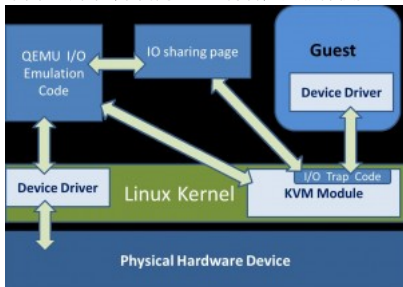 QEMU I/O
Emulation
Code
IO sharing page
Guest
Device Driver
Device Driver
Linux Kernel
I/O Trap Code
KVM Module
Physical Hardware Device